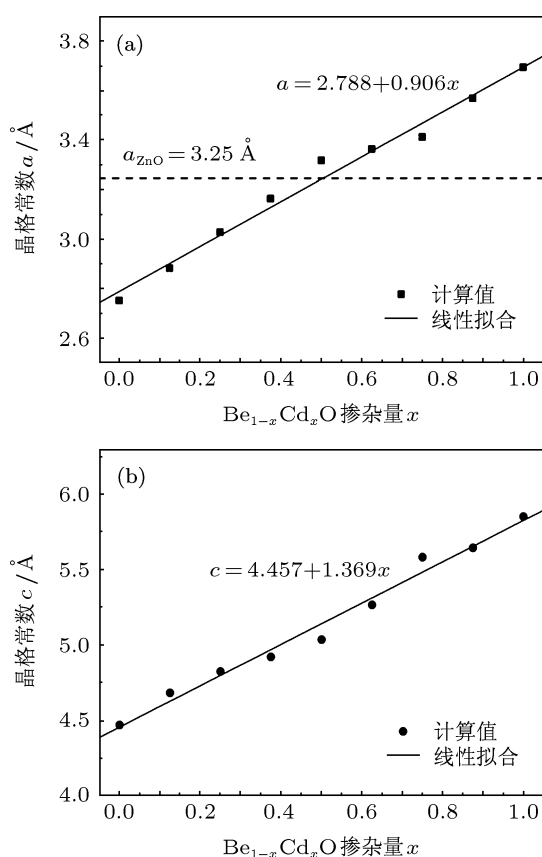 (a)
3.8
3.4
3.0
2.6
晶格常数 a/Å
a = 2.788+0.906x
a_ZnO = 3.25 Å
计算值
线性拟合
0.0 0.2 0.4 0.6 0.8 1.0
Be₁₋ₓCdₓO 掺杂量 x
(b)
6.0
5.5
5.0
4.5
4.0
晶格常数 c/Å
c = 4.457+1.369x
计算值
线性拟合
0.0 0.2 0.4 0.6 0.8 1.0
Be₁₋ₓCdₓO 掺杂量 x